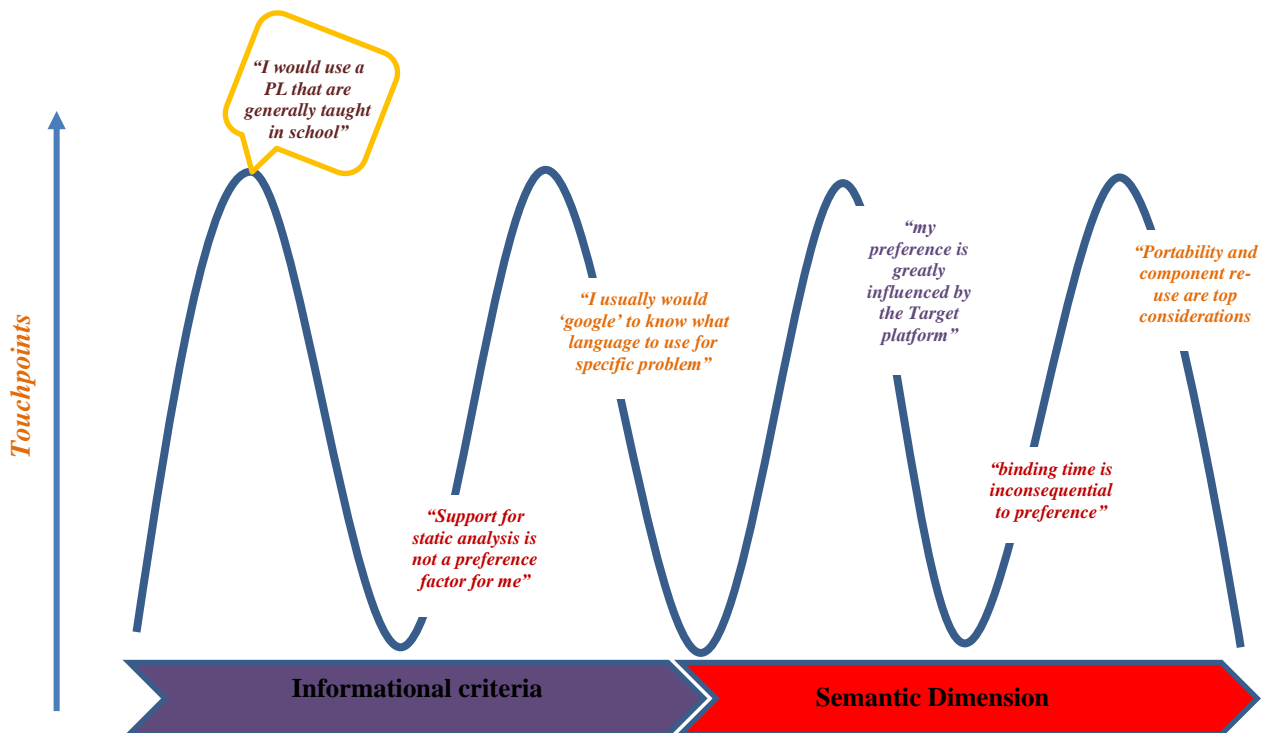 “I would use a
PL that are
generally taught
in school”
Touchpoints
“Support for
static analysis is
not a preference
factor for me”
“I usually would
‘google’ to know what
language to use for
specific problem”
“my
preference is
greatly
influenced by
the Target
platform”
“binding time is
inconsequential
to preference”
“Portability and
component re-
use are top
considerations
Informational criteria
Semantic Dimension